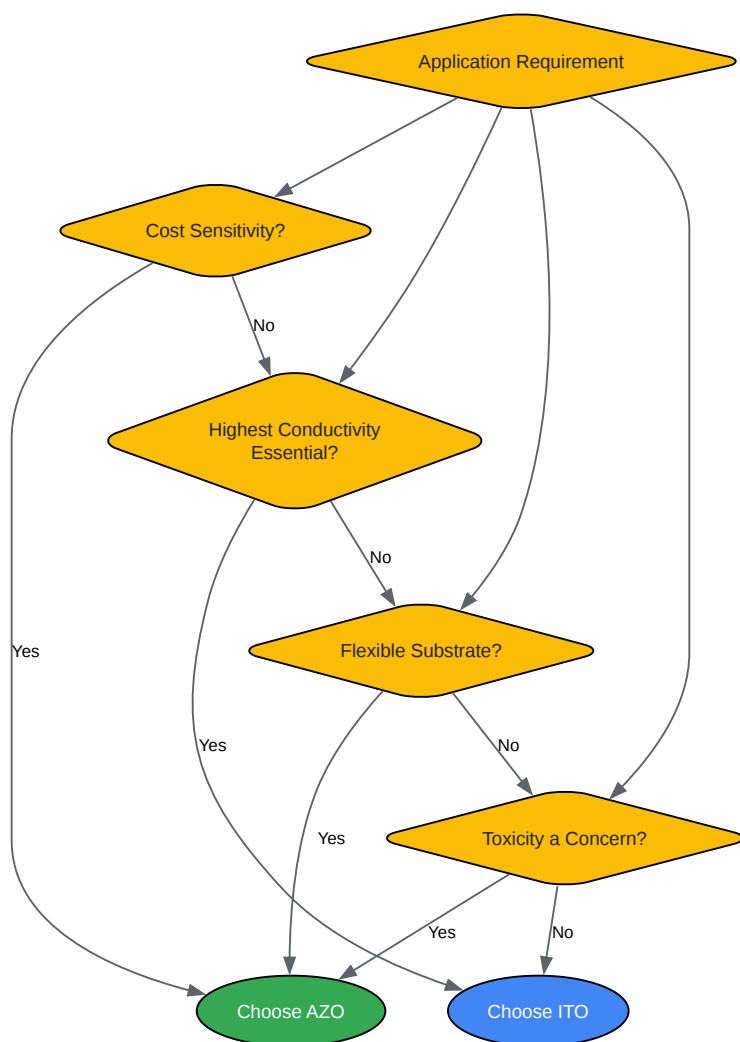 Application Requirement
Cost Sensitivity?
No
Highest Conductivity
Essential?
No
Yes
Flexible Substrate?
Yes
No
Yes
Toxicity a Concern?
Yes
No
Choose AZO
Choose ITO